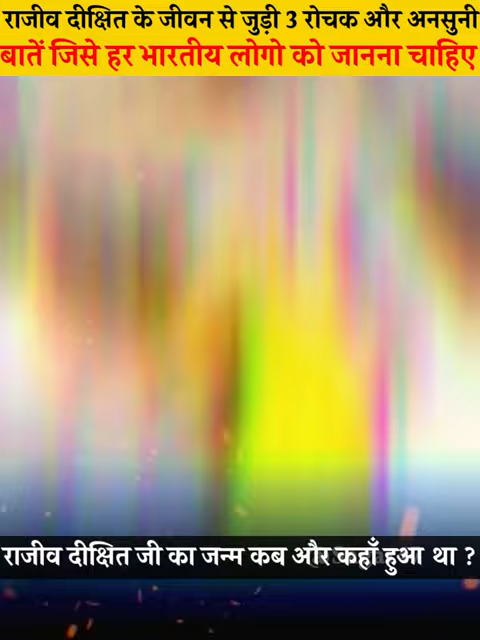 राजीव दीक्षित के जीवन से जुड़ी 3 रोचक और अनसुनी
बातें जिसे हर भारतीय लोगो को जानना चाहिए
राजीव दीक्षित जी का जन्म कब और कहाँ हुआ था ?